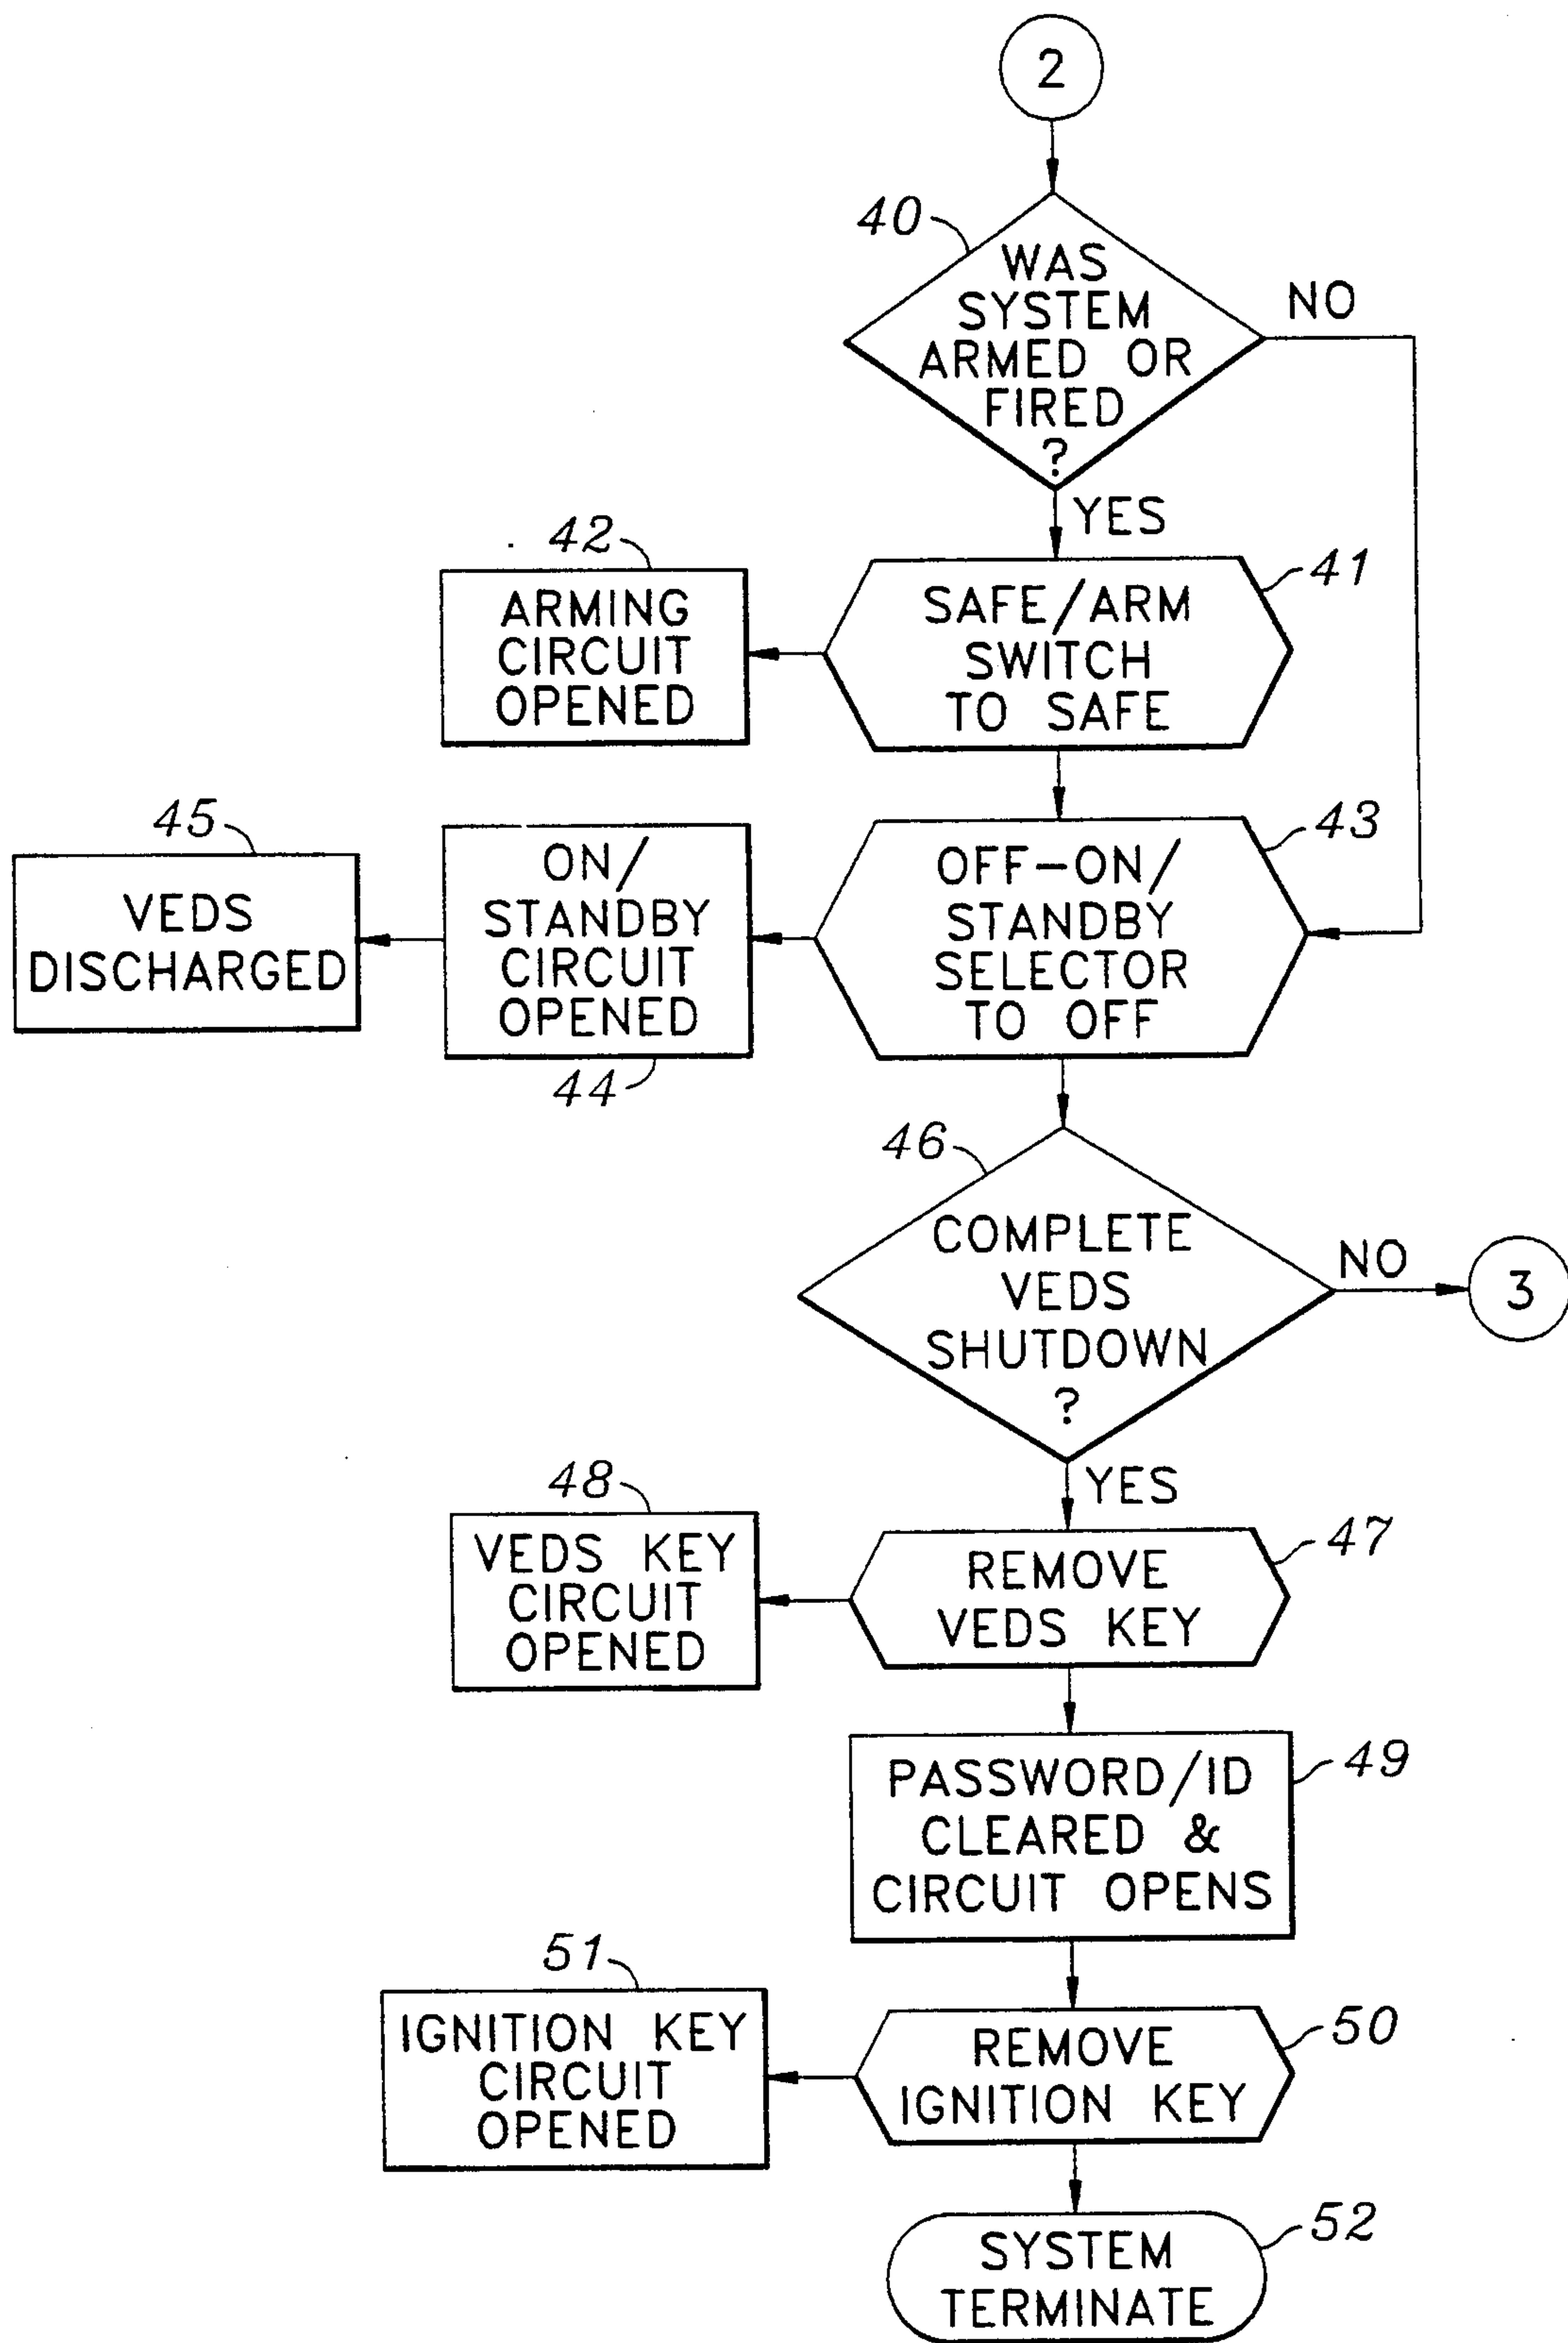 2
40
WAS
SYSTEM
ARMED OR
FIRED
?
NO
YES
42
ARMING
CIRCUIT
OPENED
41
SAFE/ARM
SWITCH
TO SAFE
45
VEDS
DISCHARGED
ON/
STANDBY
CIRCUIT
OPENED
44
43
OFF-ON/
STANDBY
SELECTOR
TO OFF
46
COMPLETE
VEDS
SHUTDOWN
?
NO
3
YES
48
VEDS KEY
CIRCUIT
OPENED
47
REMOVE
VEDS KEY
49
PASSWORD/ID
CLEARED &
CIRCUIT OPENS
51
IGNITION KEY
CIRCUIT
OPENED
50
REMOVE
IGNITION KEY
52
SYSTEM
TERMINATE